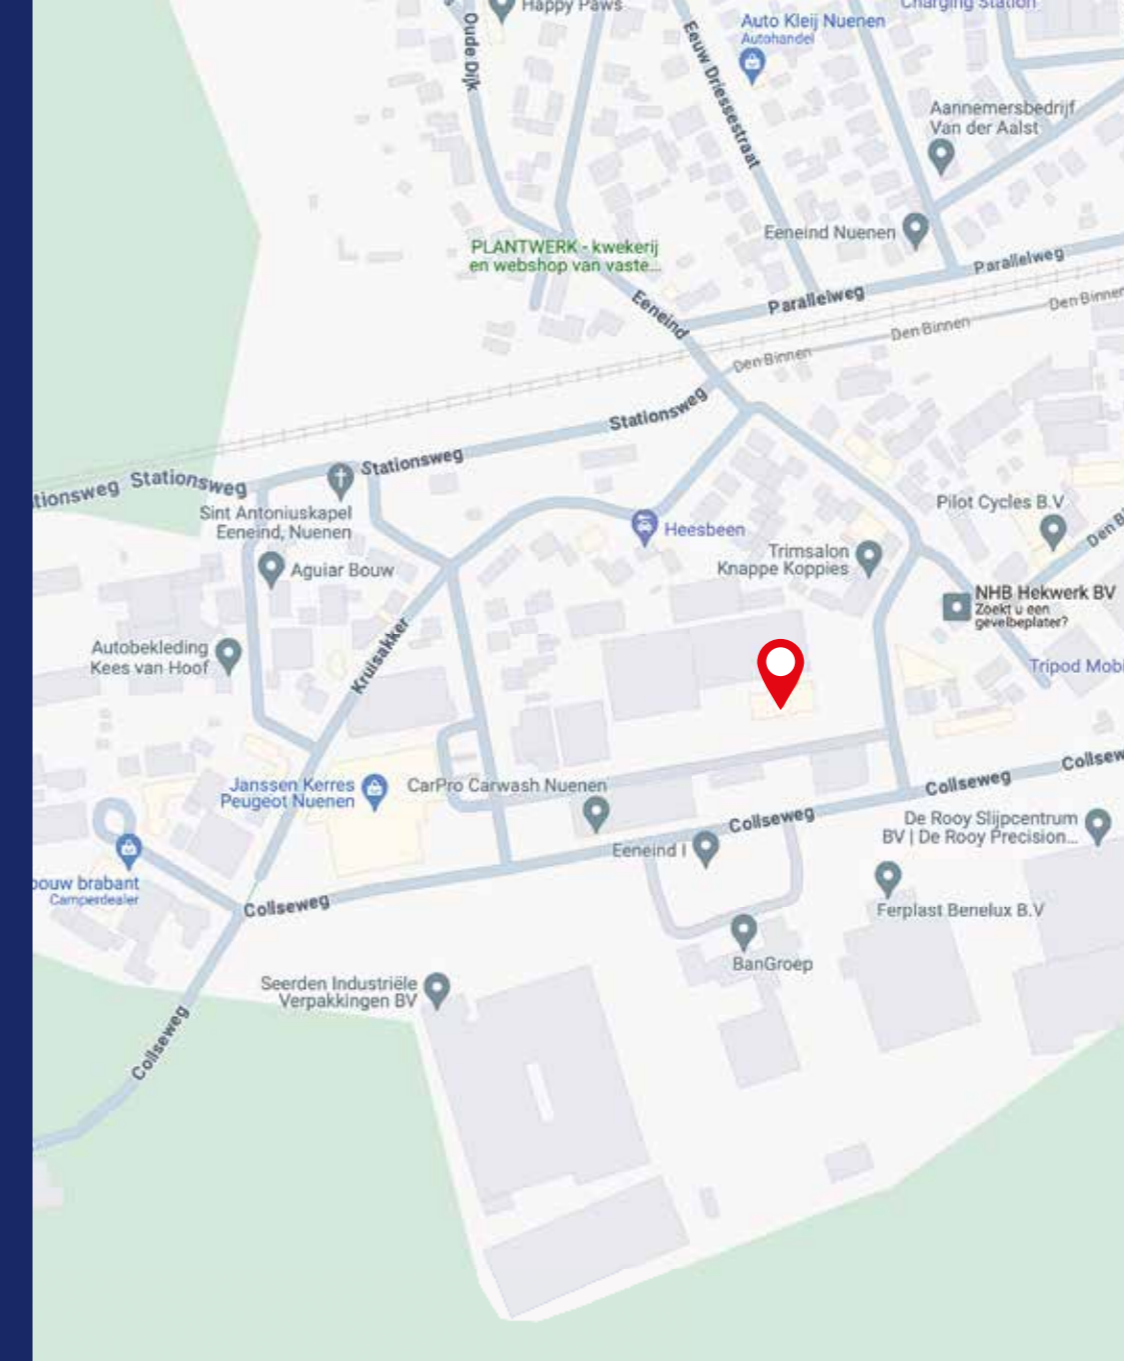 Happy Paws
Charging Station
Oude Dijk
Auto Kleij Nuenen
Autohandel
Eeuw Driessestraat
Aannemersbedrijf
Van der Aalst
PLANTWERK - kwekerij
en webshop van vaste...
Eeneind Nuenen
Parallelweg
Parallelweg
Eeneind
Den Binnen
Den Binnen
Den Binnen
Stationsweg
Stationsweg
Stationsweg
tionsweg
Sint Antoniuskapel
Eeneind, Nuenen
Aguiar Bouw
Heesbeen
Trimsalon
Knappe Koppies
Pilot Cycles B.V
Den B
NHB Hekwerk BV
Zoekt u een
gevelbeplater?
Autobekleding
Kees van Hoof
Kruisakker
Tripod Mobi
Janssen Kerres
Peugeot Nuenen
CarPro Carwash Nuenen
Collsew
Collseweg
Collseweg
De Rooy Slijpcentrum
BV | De Rooy Precision...
Eeneind I
bouw brabant
Camperdealer
Collseweg
Ferplast Benelux B.V
BanGroep
Seerden Industriële
Verpakkingen BV
Collseweg